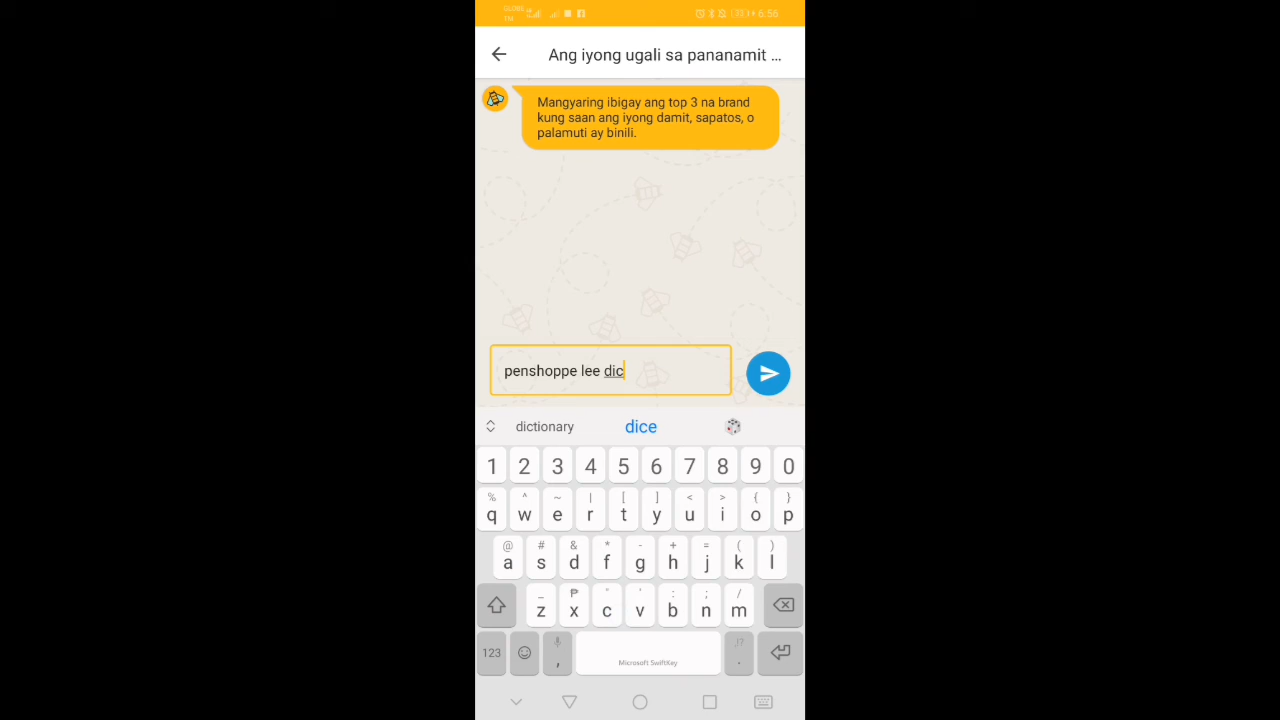 6:56
Ang iyong ugali sa pananamit ...
Mangyaring ibigay ang top 3 na brand
kung saan ang iyong damit, sapatos, o
palamuti ay binili.
penshoppe lee dic
dictionary dice
1 2 3 4 5 6 7 8 9 0
% ^ ~ | [ ] < > { }
q w e r t y u i o p
@ # & * - + = ( )
a s d f g h j k l
_ ₱ " ' : ; /
z x c v b n m
123 , Microsoft SwiftKey .